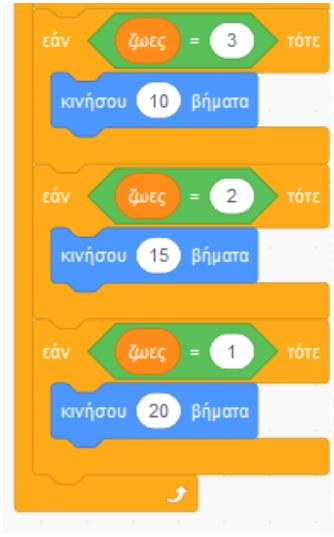 εάν ζωες = 3 τότε
κινήσου 10 βήματα
εάν ζωες = 2 τότε
κινήσου 15 βήματα
εάν ζωες = 1 τότε
κινήσου 20 βήματα